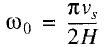 ω₀ = πvₛ / 2H